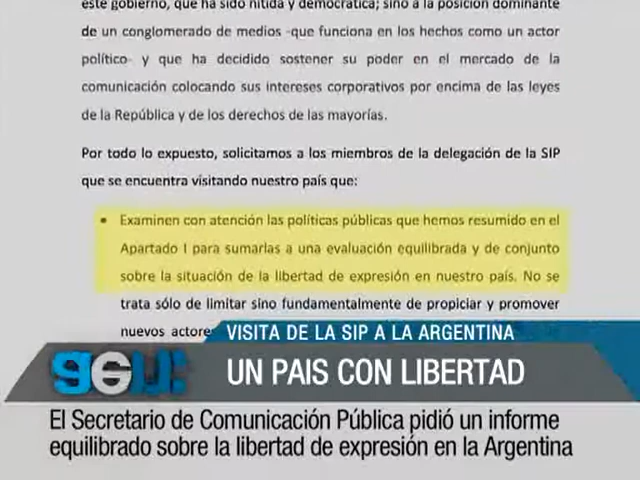 este gobierno, que ha sido nítida y democrática; sino a la posición dominante
de un conglomerado de medios -que funciona en los hechos como un actor
político- y que ha decidido sostener su poder en el mercado de la
comunicación colocando sus intereses corporativos por encima de las leyes
de la República y de los derechos de las mayorías.
Por todo lo expuesto, solicitamos a los miembros de la delegación de la SIP
que se encuentra visitando nuestro país que:
• Examinen con atención las políticas públicas que hemos resumido en el
Apartado I para sumarlas a una evaluación equilibrada y de conjunto
sobre la situación de la libertad de expresión en nuestro país. No se
trata sólo de limitar sino fundamentalmente de propiciar y promover
nuevos actores
VISITA DE LA SIP A LA ARGENTINA
UN PAIS CON LIBERTAD
El Secretario de Comunicación Pública pidió un informe
equilibrado sobre la libertad de expresión en la Argentina